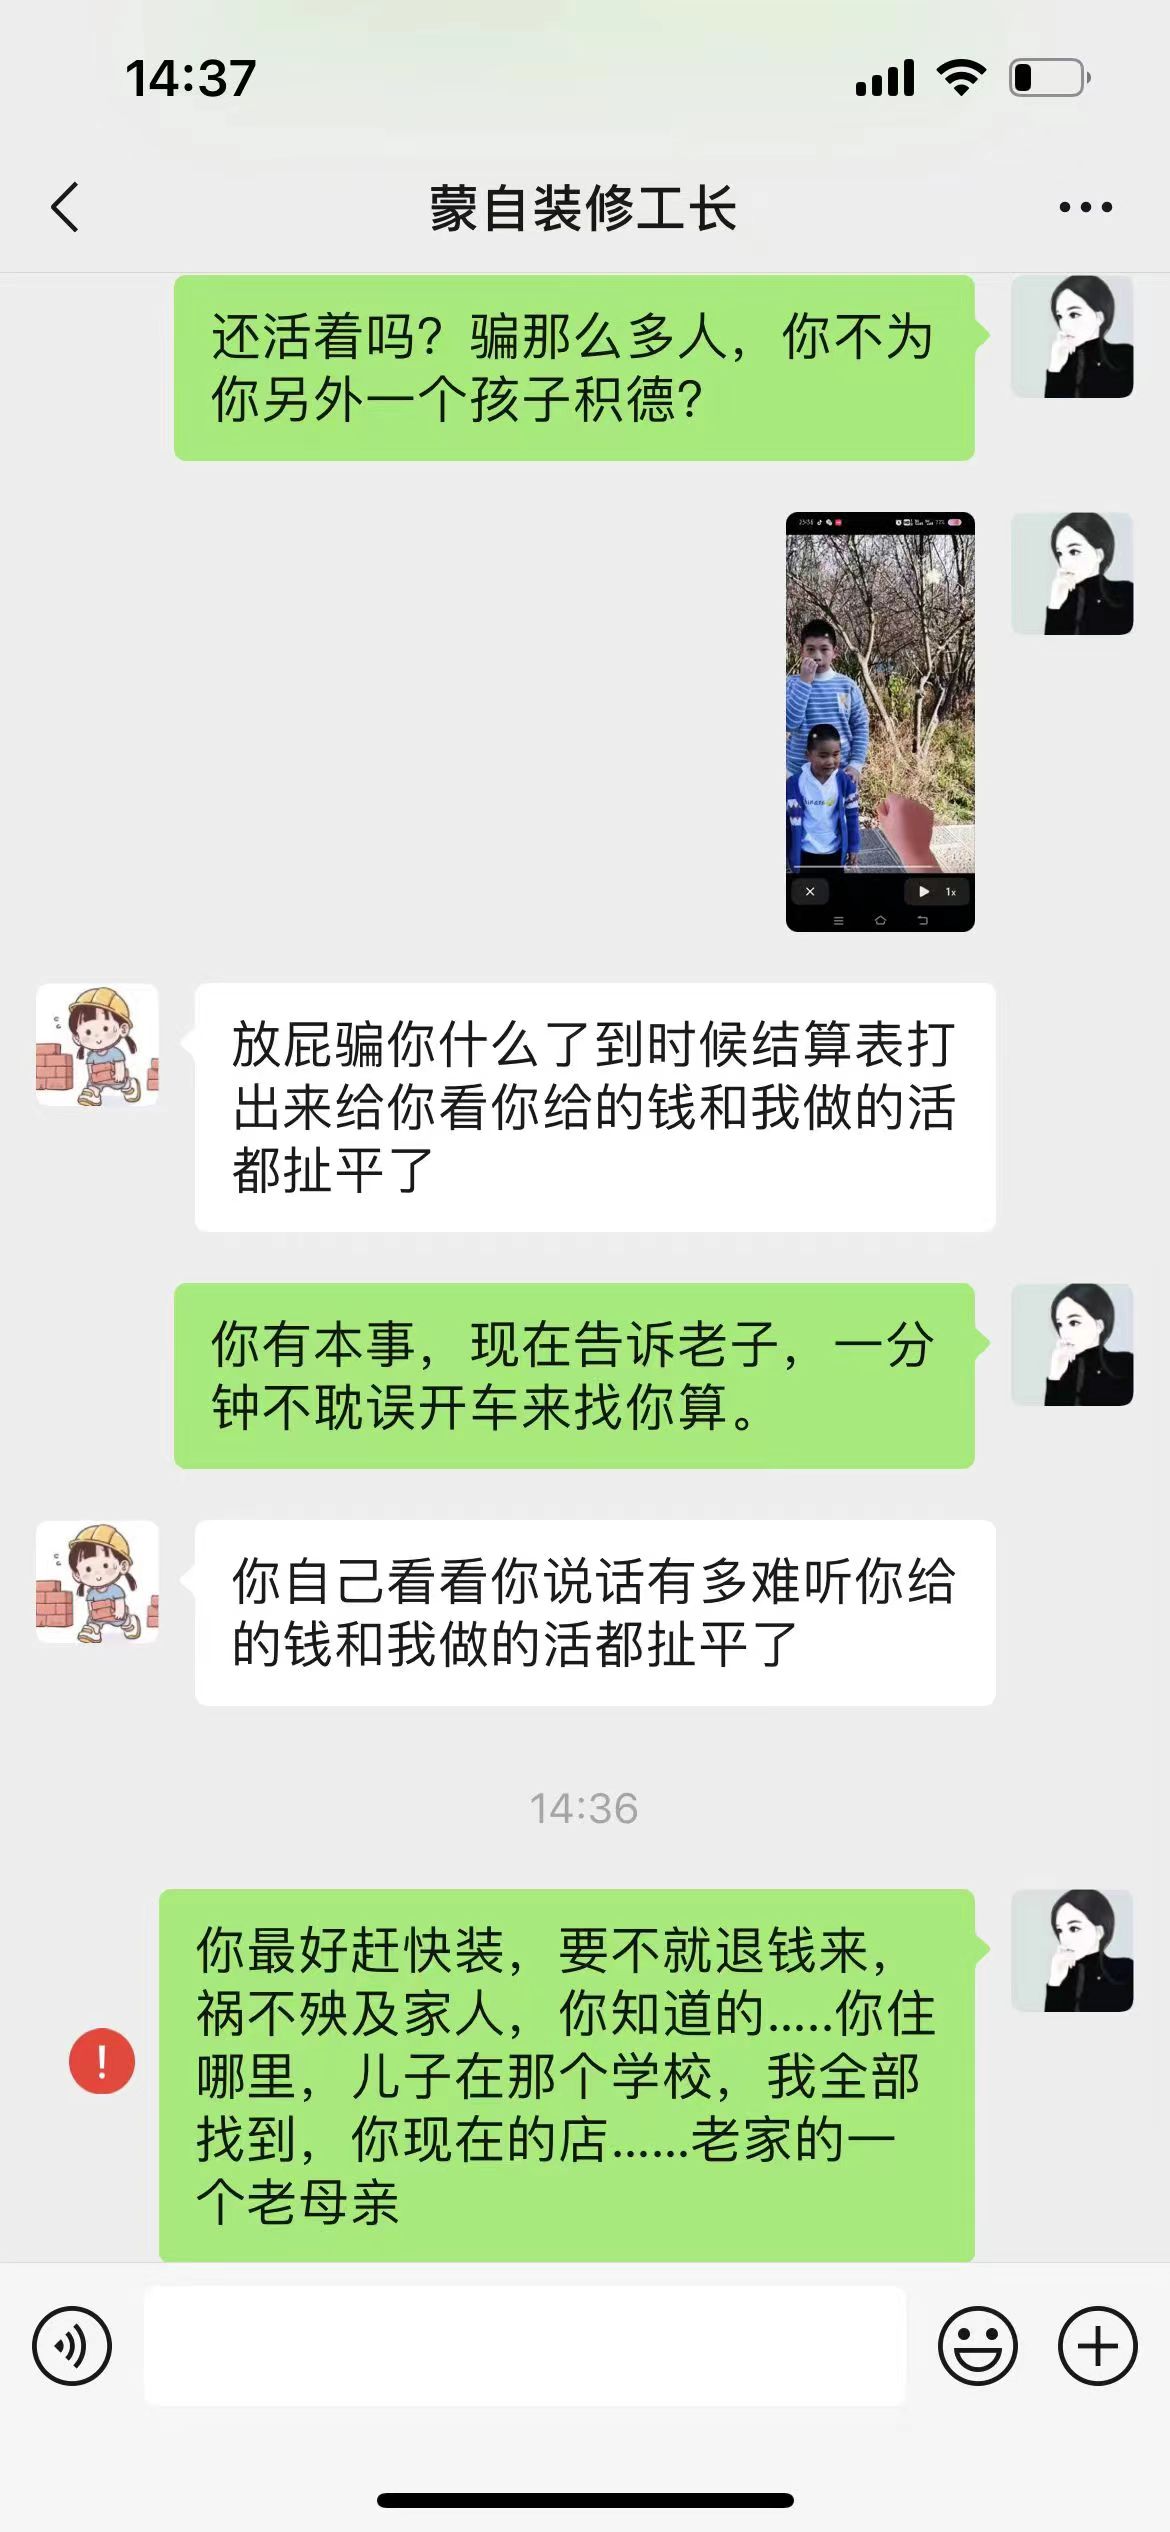 14:37
蒙自装修工长
还活着吗？骗那么多人，你不为
你另外一个孩子积德？
1x
放屁骗你什么了到时候结算表打
出来给你看你给的钱和我做的活
都扯平了
你有本事，现在告诉老子，一分
钟不耽误开车来找你算。
你自己看看你说话有多难听你给
的钱和我做的活都扯平了
14:36
你最好赶快装，要不就退钱来，
祸不殃及家人，你知道的.....你住
哪里，儿子在那个学校，我全部
找到，你现在的店......老家的一
个老母亲